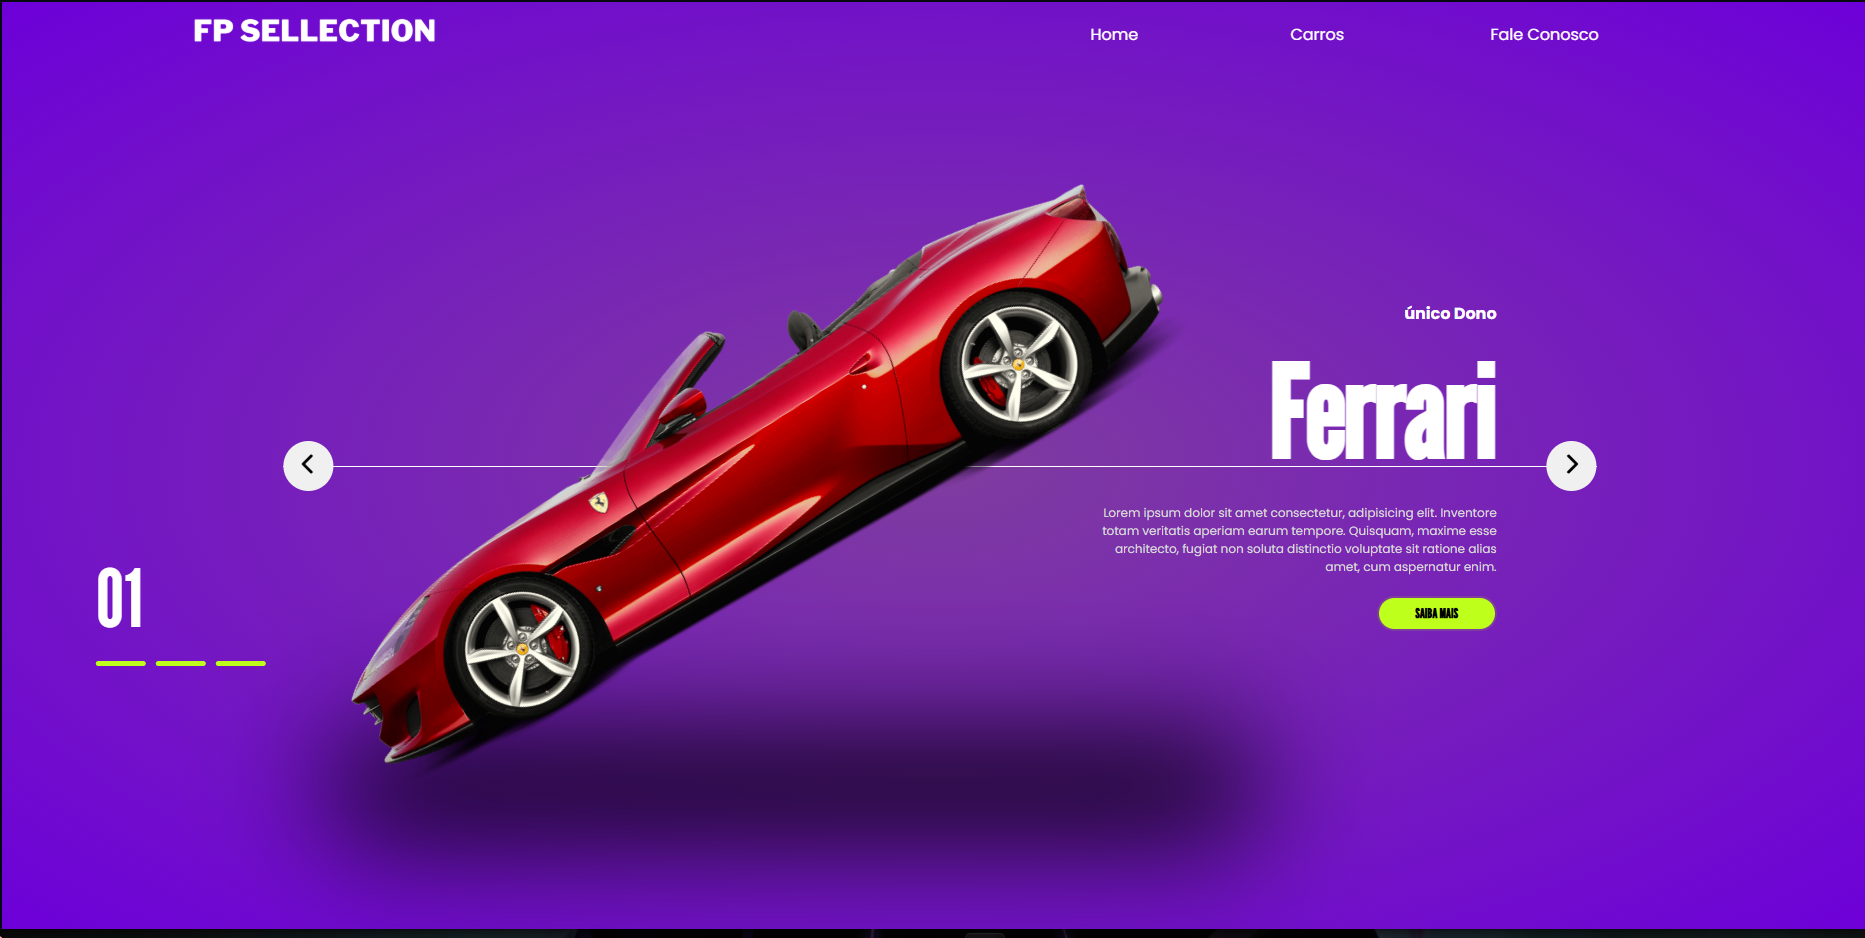 FP SELLECTION
Home
Carros
Fale Conosco
único Dono
Ferrari
Lorem ipsum dolor sit amet consectetur, adipisicing elit. Inventore
totam veritatis aperiam earum tempore. Quisquam, maxime esse
architecto, fugiat non soluta distinctio voluptate sit ratione alias
amet, cum aspernatur enim.
SAIBA MAIS
01